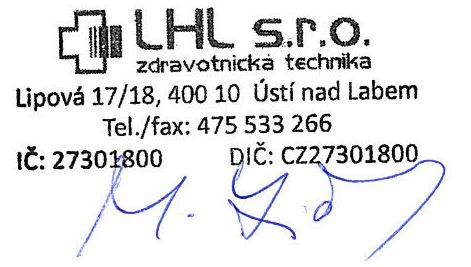 LHL s.r.o.
zdravotnická technika
Lipová 17/18, 400 10 Ústí nad Labem
Tel./fax: 475 533 266
IČ: 27301800 DIČ: CZ27301800